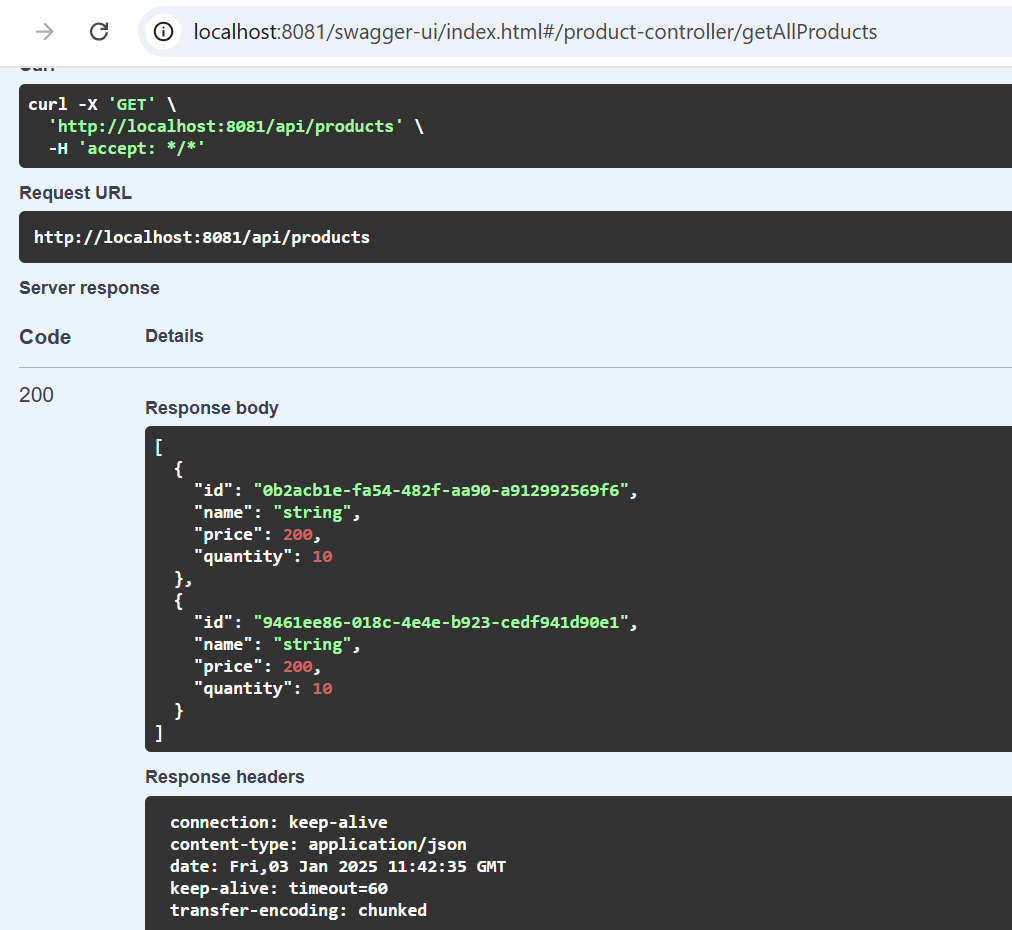 localhost:8081/swagger-ui/index.html#/product-controller/getAllProducts
Curl
curl -X 'GET' \
  'http://localhost:8081/api/products' \
  -H 'accept: */*'
Request URL
http://localhost:8081/api/products
Server response
Code Details
200
Response body
[
  {
    "id": "0b2acb1e-fa54-482f-aa90-a912992569f6",
    "name": "string",
    "price": 200,
    "quantity": 10
  },
  {
    "id": "9461ee86-018c-4e4e-b923-cedf941d90e1",
    "name": "string",
    "price": 200,
    "quantity": 10
  }
]
Response headers
connection: keep-alive
content-type: application/json
date: Fri,03 Jan 2025 11:42:35 GMT
keep-alive: timeout=60
transfer-encoding: chunked